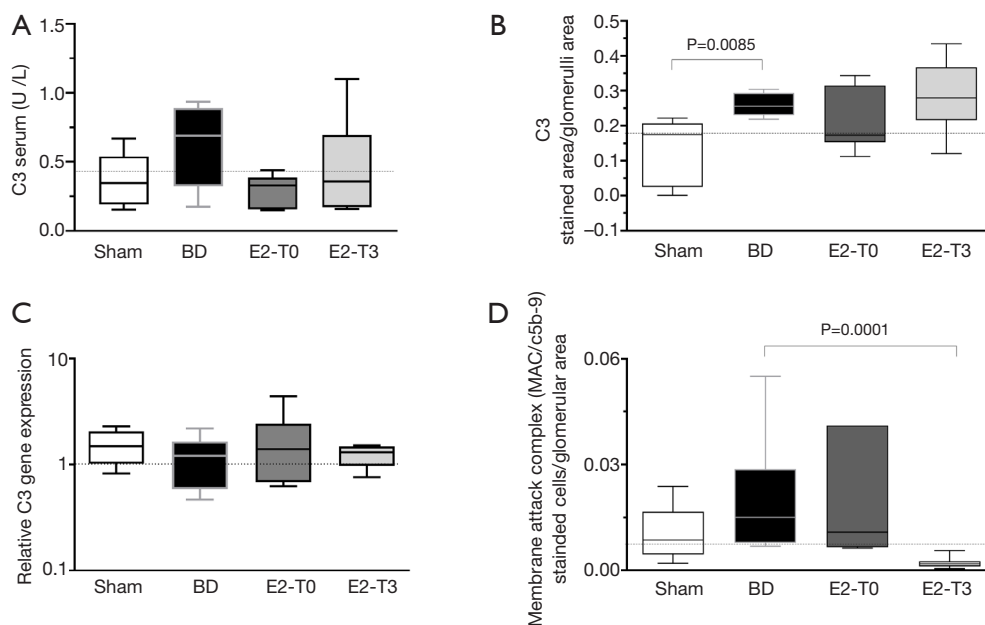 A
C3 serum (U /L)
1.5
1.0
0.5
0.0
Sham BD E2-T0 E2-T3
B
P=0.0085
C3
stained area/glomerulli area
0.5
0.4
0.3
0.2
0.1
0.0
–0.1
Sham BD E2-T0 E2-T3
C
Relative C3 gene expression
10
1
0.1
Sham BD E2-T0 E2-T3
D
P=0.0001
Membrane attack complex (MAC/c5b-9)
stainded cells/glomerular area
0.06
0.03
0.00
Sham BD E2-T0 E2-T3